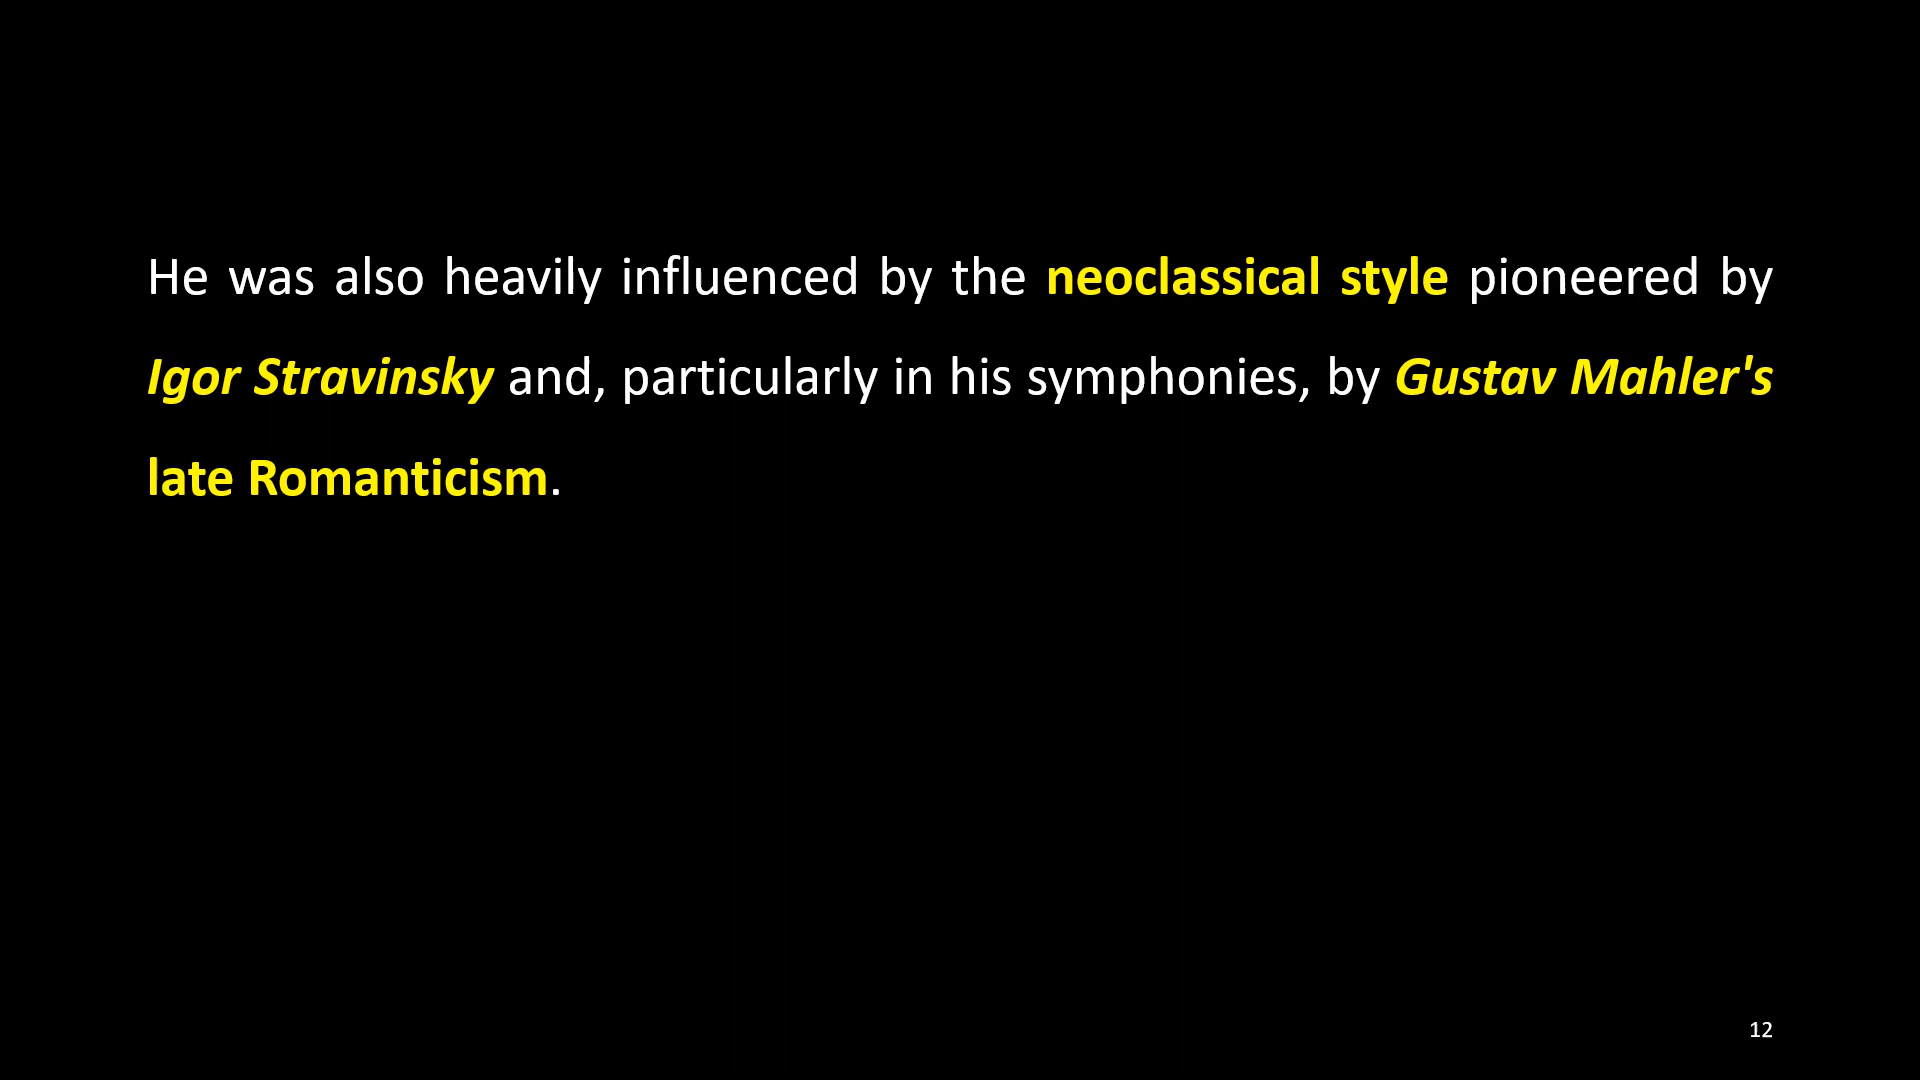 He was also heavily influenced by the neoclassical style pioneered by
Igor Stravinsky and, particularly in his symphonies, by Gustav Mahler's
late Romanticism.
12